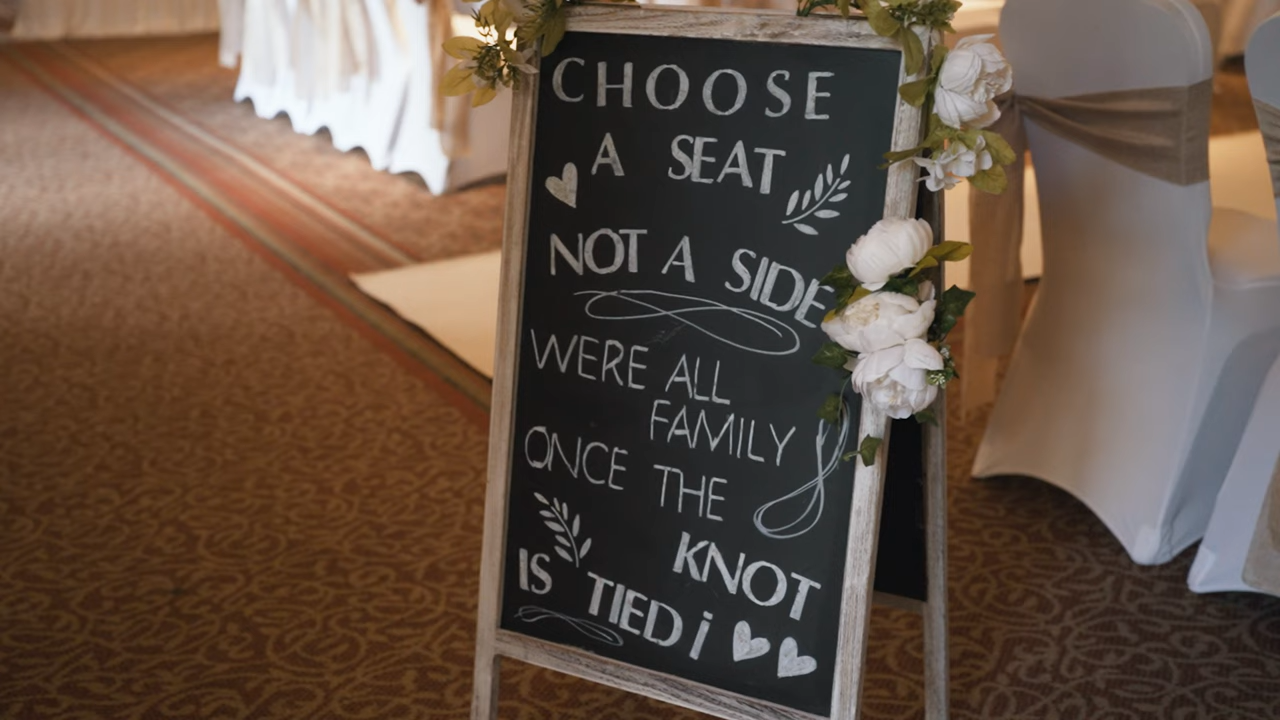 CHOOSE
A SEAT
NOT A SIDE
WERE ALL
FAMILY
ONCE THE
KNOT
IS TIED ¡